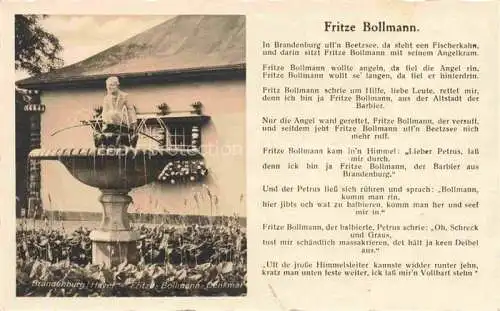 Fritze Bollmann.
In Brandenburg uff'n Beetzsee, da steht een Fischerkahn,
und darin sitzt Fritze Bollmann mit seinem Angelkram.
Fritze Bollmann wollte angeln, da fiel die Angel rin,
Fritze Bollmann wollt se' langen, da fiel er hinterdrin.
Fritz Bollmann schrie um Hilfe, liebe Leute, rettet mir,
denn ich bin ja Fritze Bollmann, aus der Altstadt der
Barbier.
Nur die Angel ward gerettet, Fritze Bollmann, der versuff,
und seitdem jeht Fritze Bollmann uff'n Beetzsee nich
mehr ruff.
Fritze Bollmann kam in'n Himmel: „Lieber Petrus, laß
mir durch,
denn ick bin ja Fritze Bollmann, der Barbier aus
Brandenburg."
Und der Petrus ließ sich rühren und sprach: „Bollmann,
komm man rin,
hier jibts och wat zu balbieren, komm man her und seef
mir in."
Fritze Bollmann, der balbierte, Petrus schrie: „Oh, Schreck
und Graus,
tust mir schändlich massakrieren, det hält ja keen Deibel
aus."
„Uff de jroße Himmelsleiter kannste widder runter jehn,
kratz man unten feste weiter, ick laß mir'n Vollbart stehn "
Brandenburg (Havel) Fritze-Bollmann-Denkmal